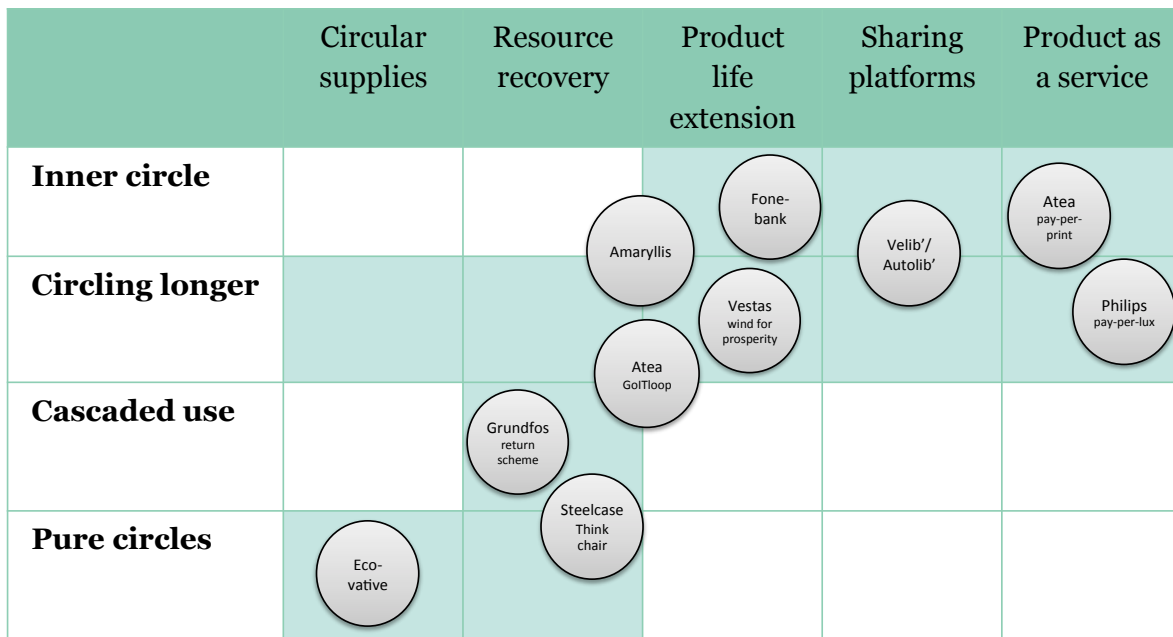 Circular
supplies
Resource
recovery
Product
life
extension
Sharing
platforms
Product as
a service
Inner circle
Amaryllis
Fone-
bank
Velib’/
Autolib’
Atea
pay-per-
print
Circling longer
Atea
GoITloop
Vestas
wind for
prosperity
Philips
pay-per-lux
Cascaded use
Grundfos
return
scheme
Steelcase
Think
chair
Pure circles
Eco-
vative